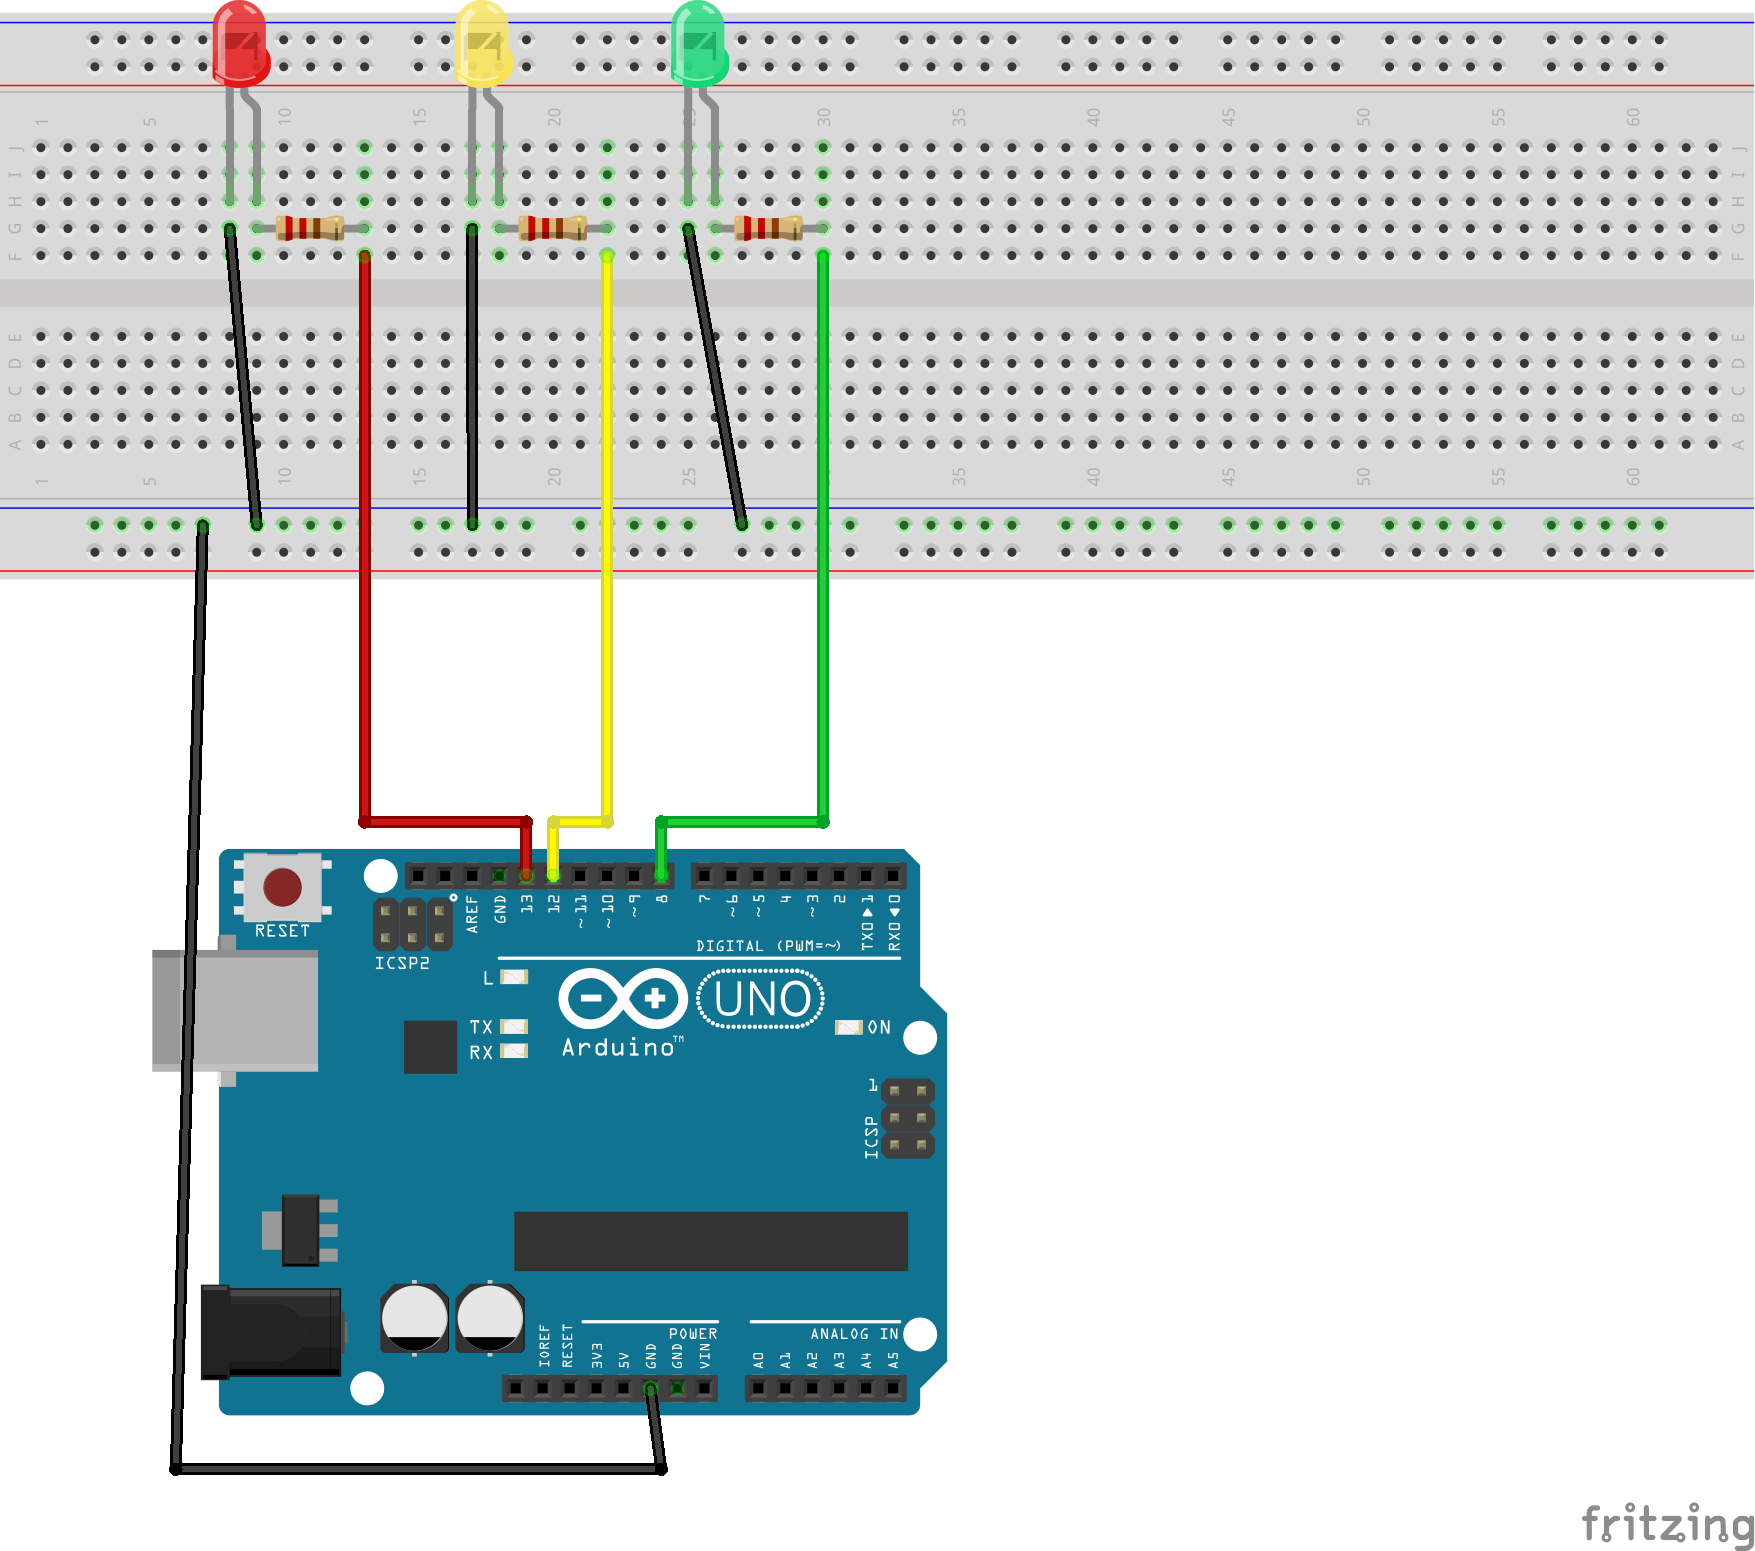 1 5 10 15 20 25 30 35 40 45 50 55 60
J J
I I
H H
G G
F F
E E
D D
C C
B B
A A
1 5 10 15 20 25 35 40 45 50 55 60
RESET
ICSP2
AREF GND 13 12 ~11 ~10 ~9 8 7 ~6 ~5 4 ~3 2 TX0▶1 RX0◀0
DIGITAL (PWM=~)
L
TX
RX
UNO
Arduino™
ON
1
ICSP
POWER
ANALOG IN
IOREF RESET 3V3 5V GND GND VIN A0 A1 A2 A3 A4 A5
fritzing